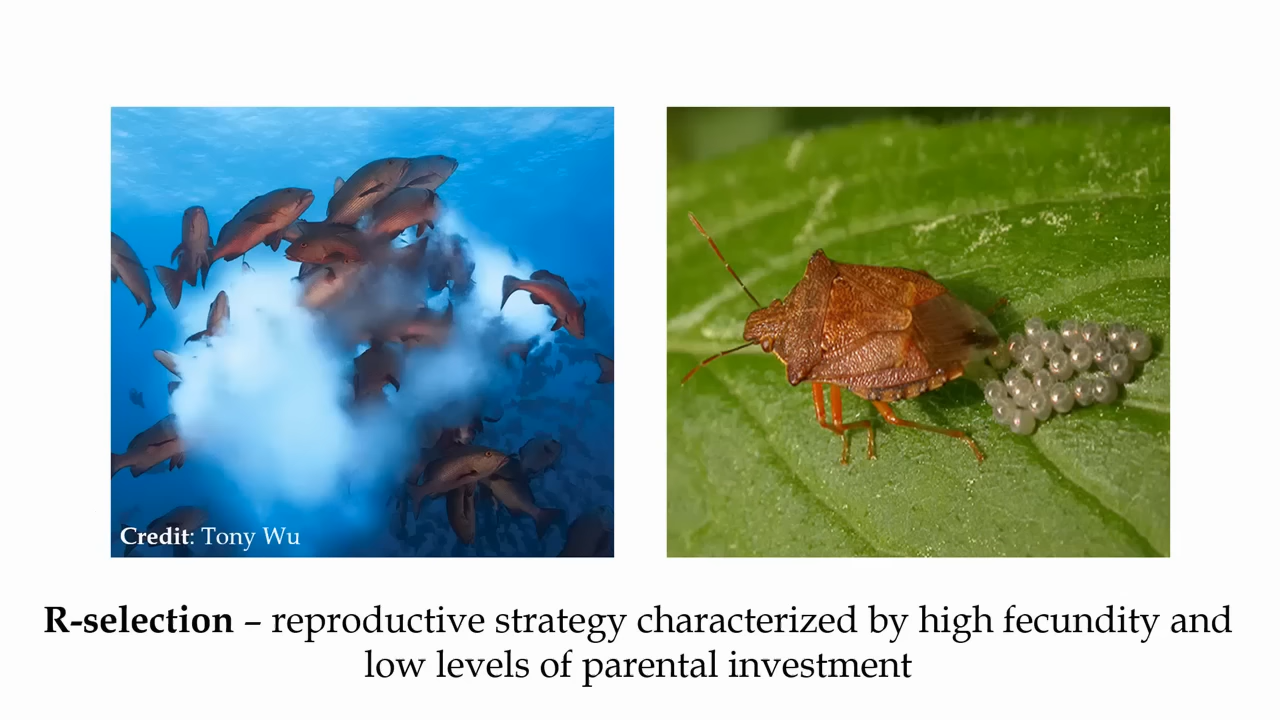 Credit: Tony Wu
R-selection – reproductive strategy characterized by high fecundity and
low levels of parental investment